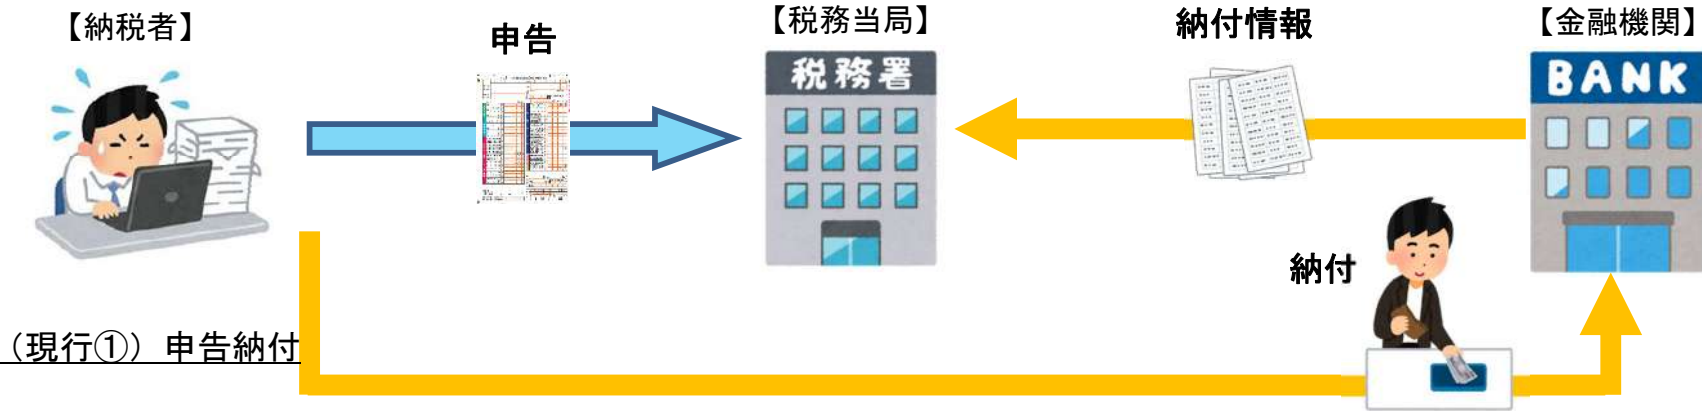 【納税者】
申告
【税務当局】
納付情報
【金融機関】
税務署
BANK
納付
（現行①）申告納付